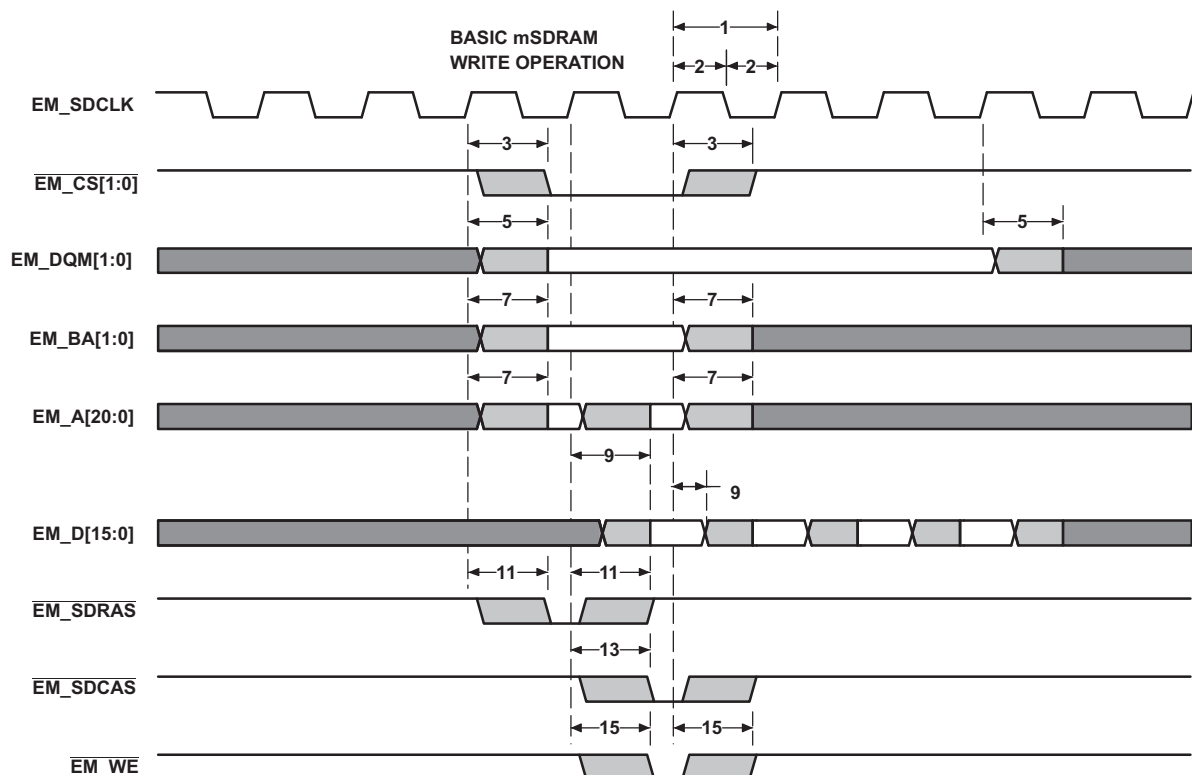 1
BASIC mSDRAM
WRITE OPERATION
2 2
EM_SDCLK
3 3
EM_CS[1:0]
5 5
EM_DQM[1:0]
7 7
EM_BA[1:0]
7 7
EM_A[20:0]
9 9
EM_D[15:0]
11 11
EM_SDRAS
13
EM_SDCAS
15 15
EM_WE